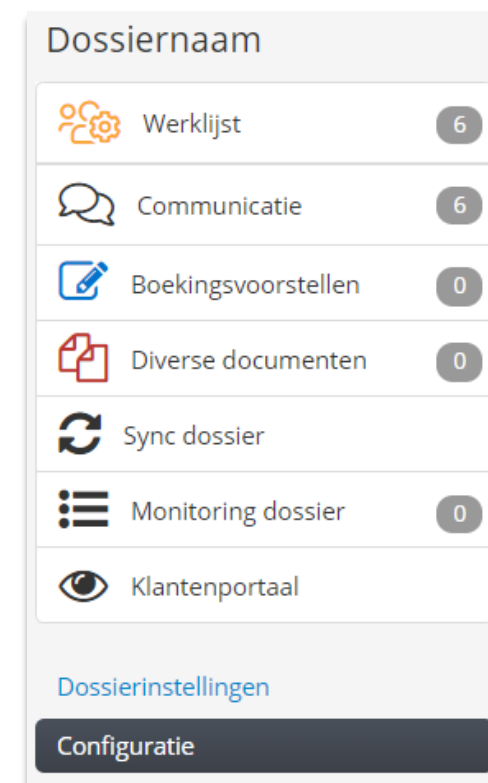 Dossiernaam
Werklijst 6
Communicatie 6
Boekingsvoorstellen 0
Diverse documenten 0
Sync dossier
Monitoring dossier 0
Klantenportaal
Dossierinstellingen
Configuratie